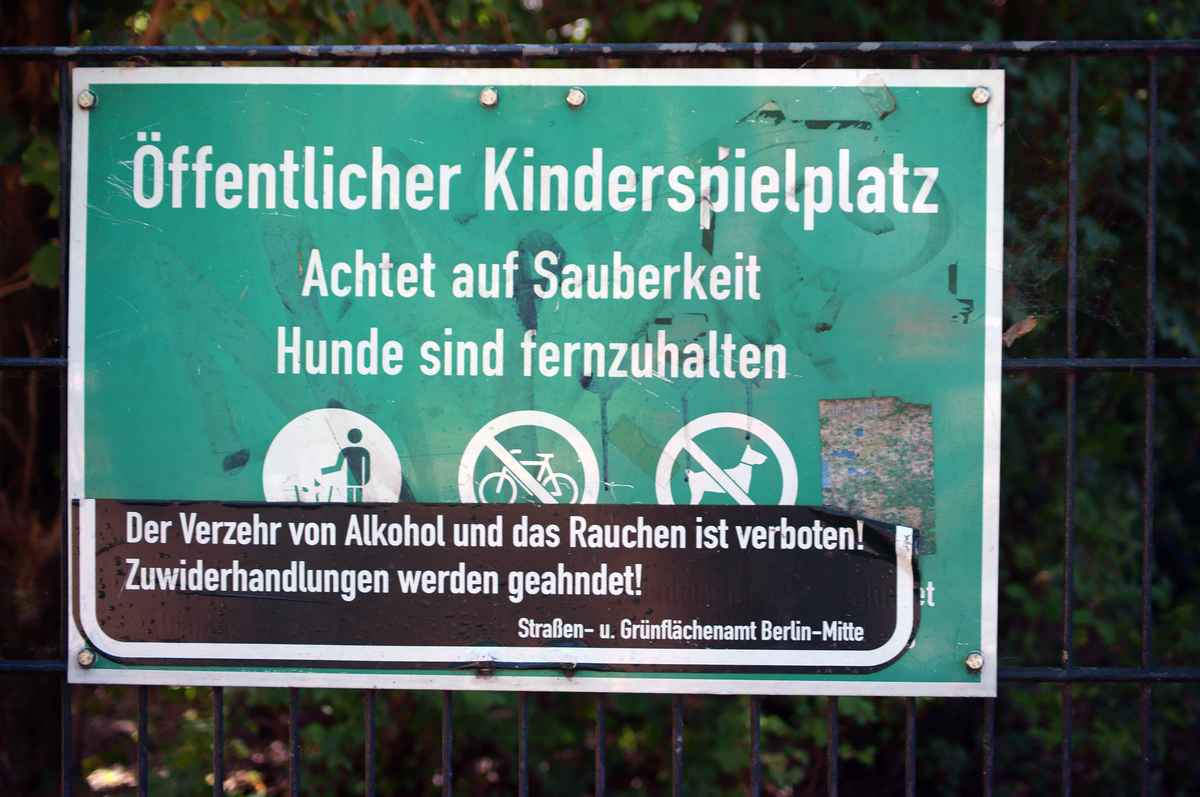 Öffentlicher Kinderspielplatz
Achtet auf Sauberkeit
Hunde sind fernzuhalten
Der Verzehr von Alkohol und das Rauchen ist verboten!
Zuwiderhandlungen werden geahndet!
Straßen- u. Grünflächenamt Berlin-Mitte